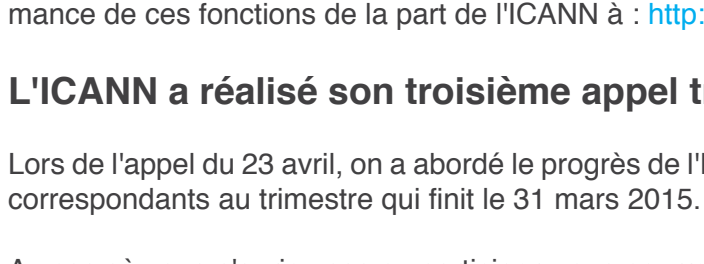 mance de ces fonctions de la part de l'ICANN à : http:
L'ICANN a réalisé son troisième appel
Lors de l'appel du 23 avril, on a abordé le progrès de
correspondants au trimestre qui finit le 31 mars 2015.